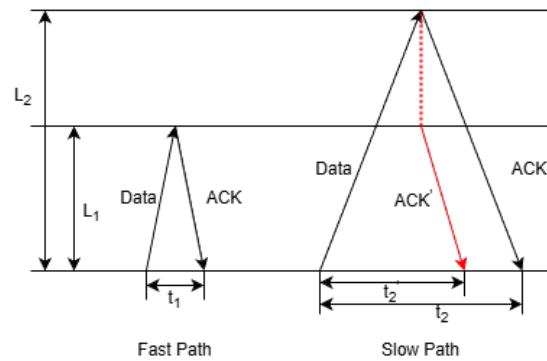 L2
L1
Data
ACK
t1
Fast Path
Data
ACK
ACK'
t2'
t2
Slow Path